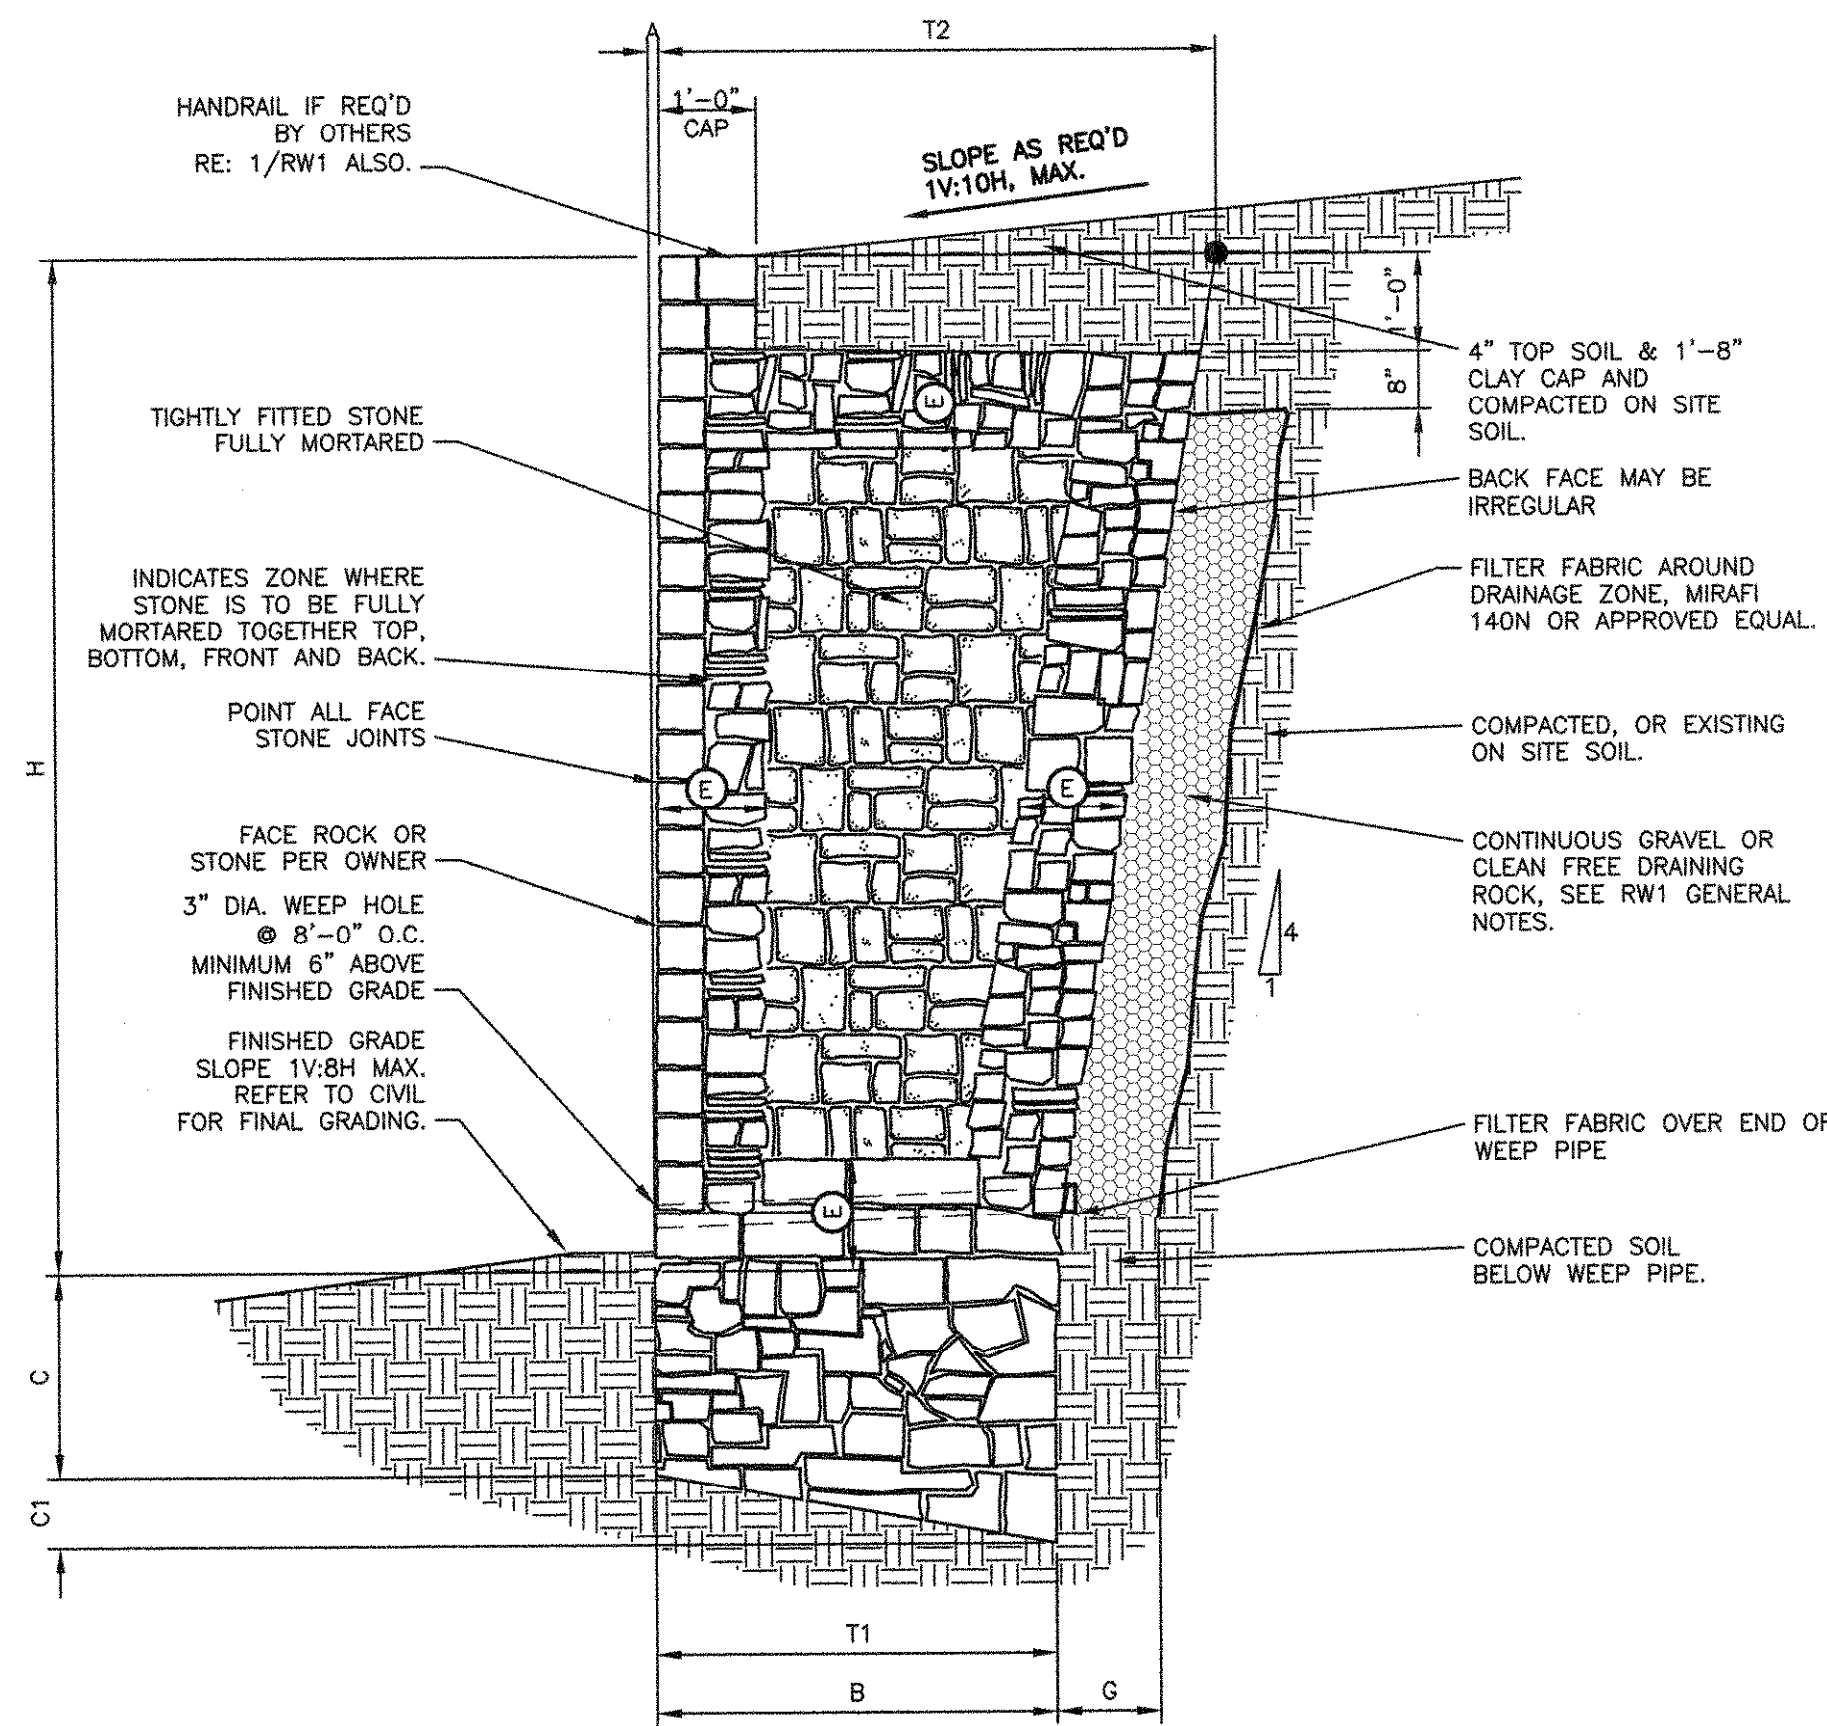 A
T2
HANDRAIL IF REQ'D
BY OTHERS
RE: 1/RW1 ALSO.
1'-0"
CAP
SLOPE AS REQ'D
1V:10H, MAX.
1'-0"
8"
4" TOP SOIL & 1'-8"
CLAY CAP AND
COMPACTED ON SITE
SOIL.
TIGHTLY FITTED STONE
FULLY MORTARED
E
BACK FACE MAY BE
IRREGULAR
INDICATES ZONE WHERE
STONE IS TO BE FULLY
MORTARED TOGETHER TOP,
BOTTOM, FRONT AND BACK.
FILTER FABRIC AROUND
DRAINAGE ZONE, MIRAFI
140N OR APPROVED EQUAL.
POINT ALL FACE
STONE JOINTS
COMPACTED, OR EXISTING
ON SITE SOIL.
H
E
E
FACE ROCK OR
STONE PER OWNER
CONTINUOUS GRAVEL OR
CLEAN FREE DRAINING
ROCK, SEE RW1 GENERAL
NOTES.
3" DIA. WEEP HOLE
@ 8'-0" O.C.
MINIMUM 6" ABOVE
FINISHED GRADE
4
1
FINISHED GRADE
SLOPE 1V:8H MAX.
REFER TO CIVIL
FOR FINAL GRADING.
FILTER FABRIC OVER END OF
WEEP PIPE
E
COMPACTED SOIL
BELOW WEEP PIPE.
C
C1
T1
B
G